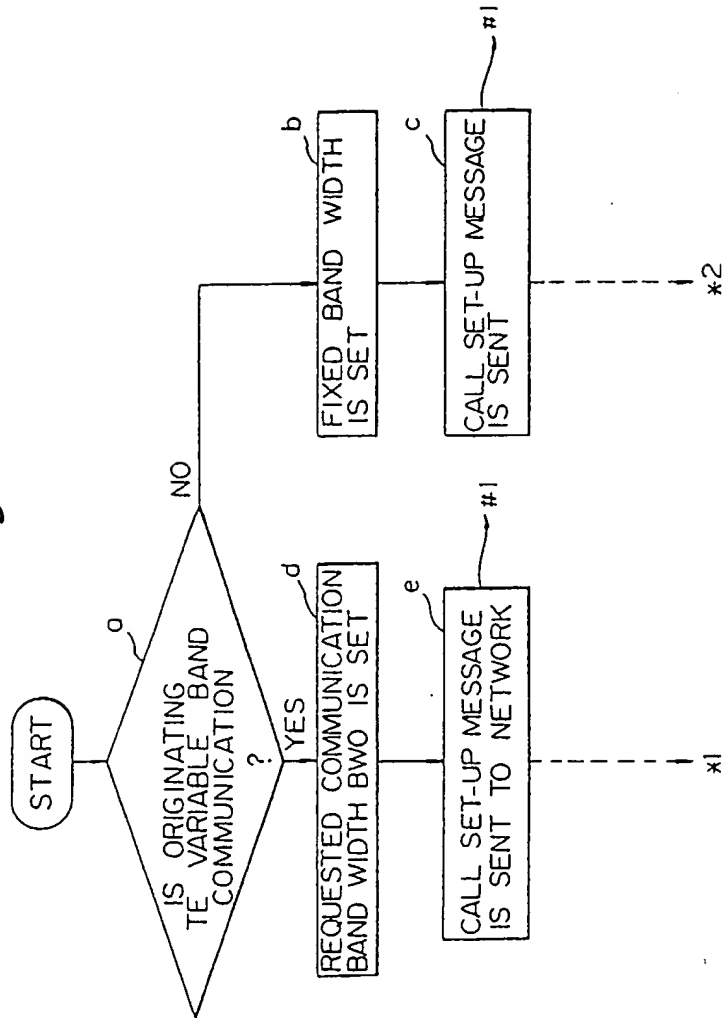 START
a
IS ORIGINATING
TE VARIABLE BAND
COMMUNICATION
?
NO
YES
b
FIXED BAND WIDTH
IS SET
c
CALL SET-UP MESSAGE
IS SENT
#1
*2
d
REQUESTED COMMUNICATION
BAND WIDTH BWO IS SET
e
CALL SET-UP MESSAGE
IS SENT TO NETWORK
#1
*1